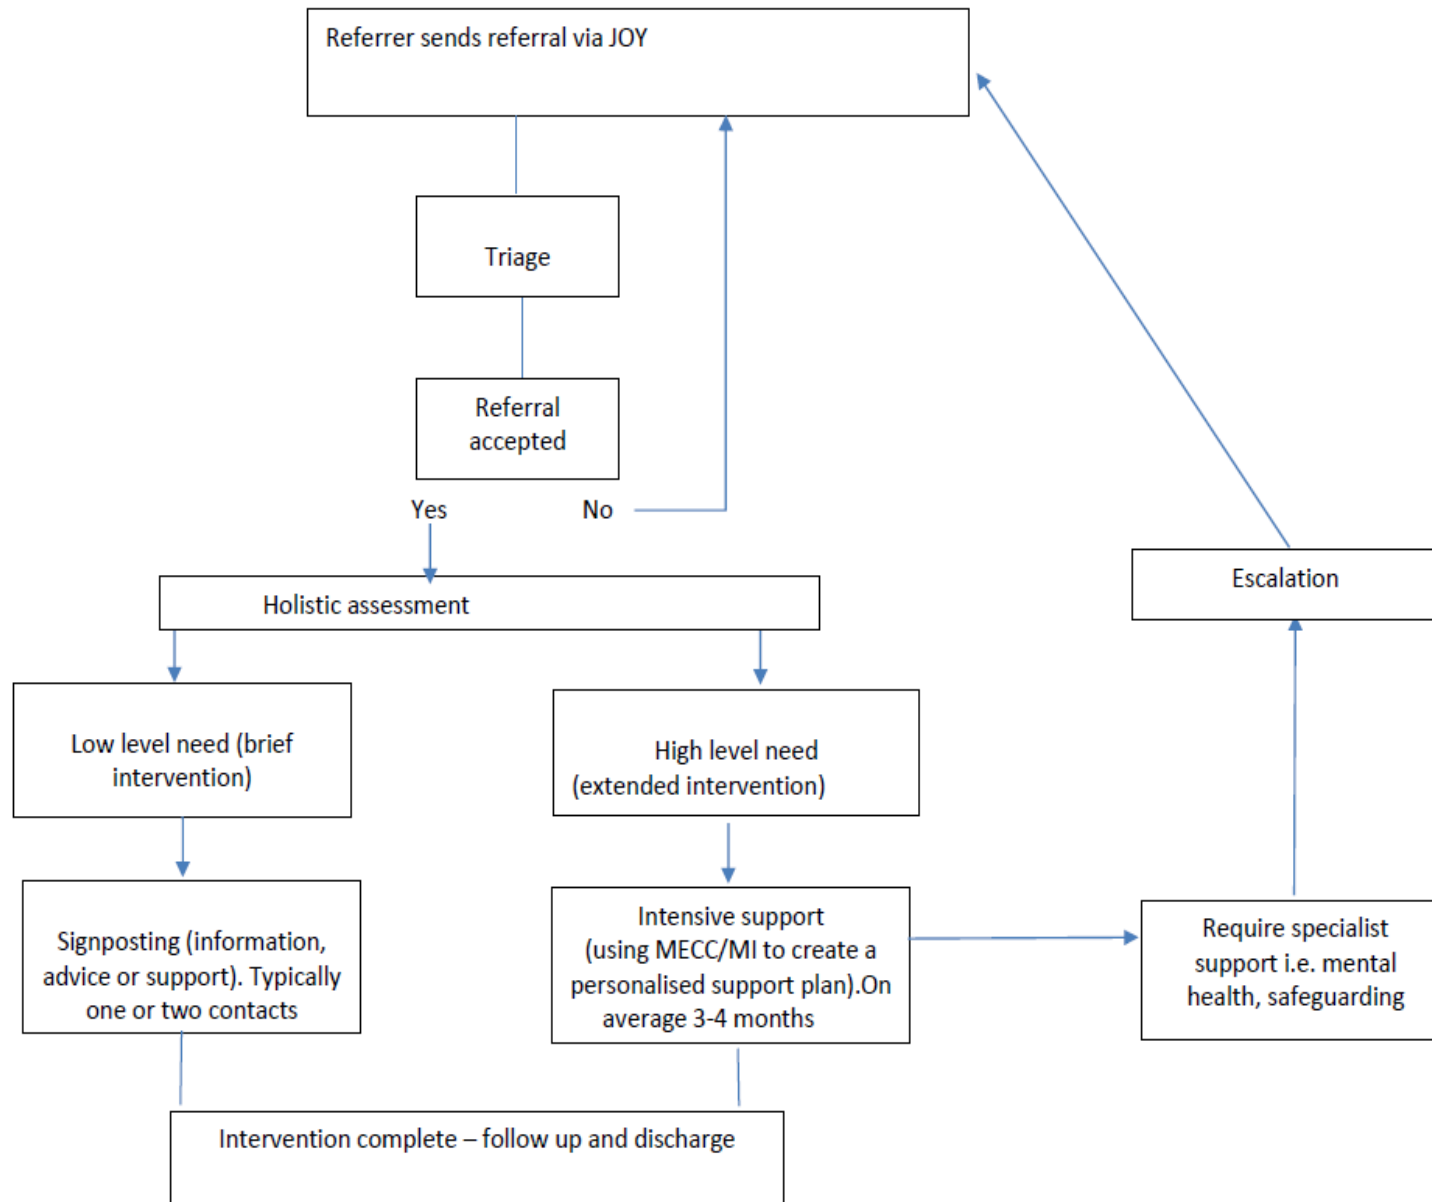 Referrer sends referral via JOY
Triage
Referral
accepted
Yes
No
Holistic assessment
Escalation
Low level need (brief
intervention)
High level need
(extended intervention)
Signposting (information,
advice or support). Typically
one or two contacts
Intensive support
(using MECC/MI to create a
personalised support plan).On
average 3-4 months
Require specialist
support i.e. mental
health, safeguarding
Intervention complete – follow up and discharge